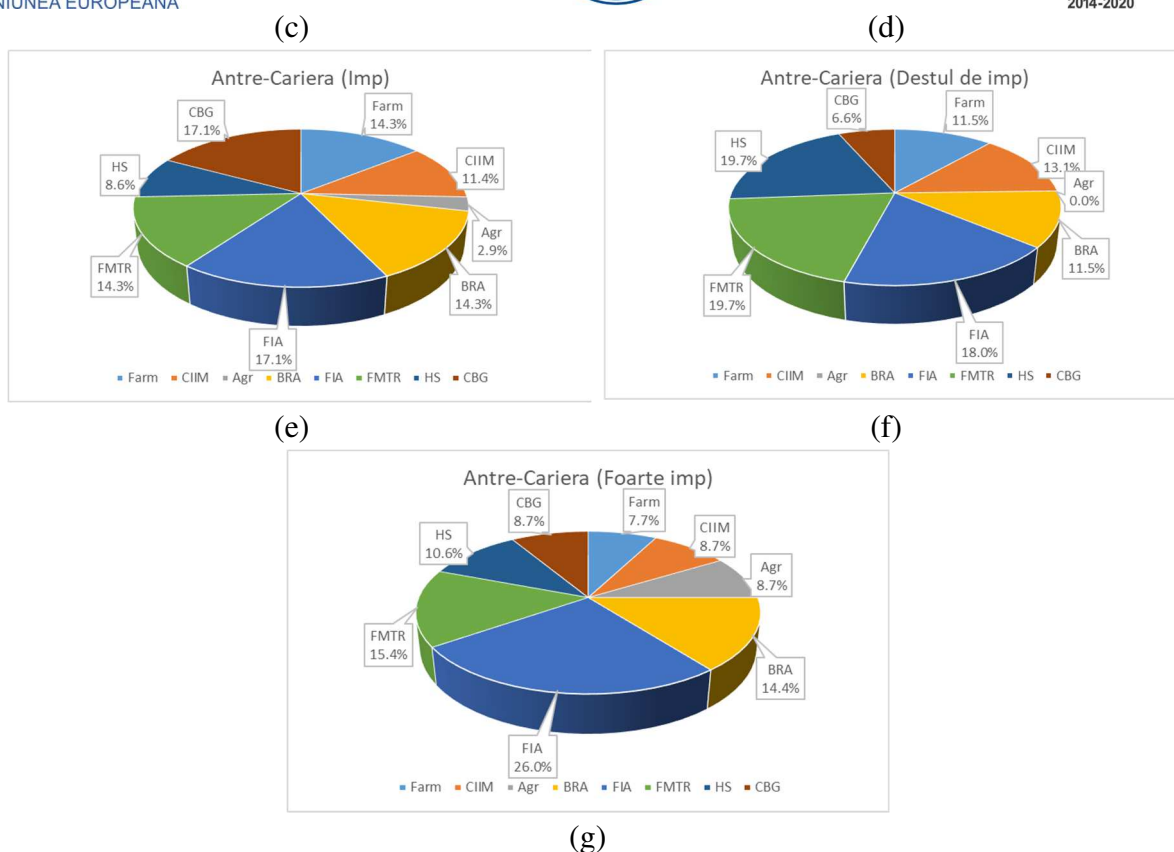 UNIUNEA EUROPEANĂ
2014-2020
(c)
(d)
Antre-Cariera (Imp)
CBG
17.1%
Farm
14.3%
HS
8.6%
CIIM
11.4%
Agr
2.9%
FMTR
14.3%
BRA
14.3%
FIA
17.1%
Farm CIIM Agr BRA FIA FMTR HS CBG
Antre-Cariera (Destul de imp)
CBG
6.6%
Farm
11.5%
HS
19.7%
CIIM
13.1%
Agr
0.0%
BRA
11.5%
FMTR
19.7%
FIA
18.0%
Farm CIIM Agr BRA FIA FMTR HS CBG
(e)
(f)
Antre-Cariera (Foarte imp)
CBG
8.7%
Farm
7.7%
HS
10.6%
CIIM
8.7%
Agr
8.7%
FMTR
15.4%
BRA
14.4%
FIA
26.0%
Farm CIIM Agr BRA FIA FMTR HS CBG
(g)